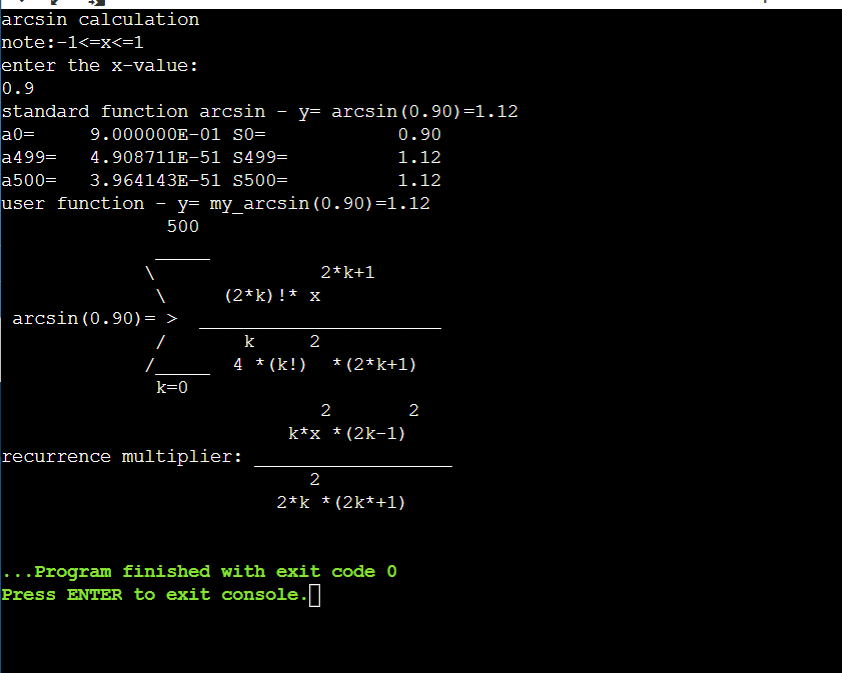 arcsin calculation
note:-1<=x<=1
enter the x-value:
0.9
standard function arcsin - y= arcsin(0.90)=1.12
a0=     9.000000E-01 S0=            0.90
a499=   4.908711E-51 S499=          1.12
a500=   3.964143E-51 S500=          1.12
user function - y= my_arcsin(0.90)=1.12
               500
              _____
             \               2*k+1
              \     (2*k)!* x
 arcsin(0.90)= >  ______________________
              /       k     2
             /_____  4 *(k!)  *(2*k+1)
              k=0
                             2       2
                          k*x *(2k-1)
recurrence multiplier: __________________
                            2
                         2*k *(2k*+1)
...Program finished with exit code 0
Press ENTER to exit console.